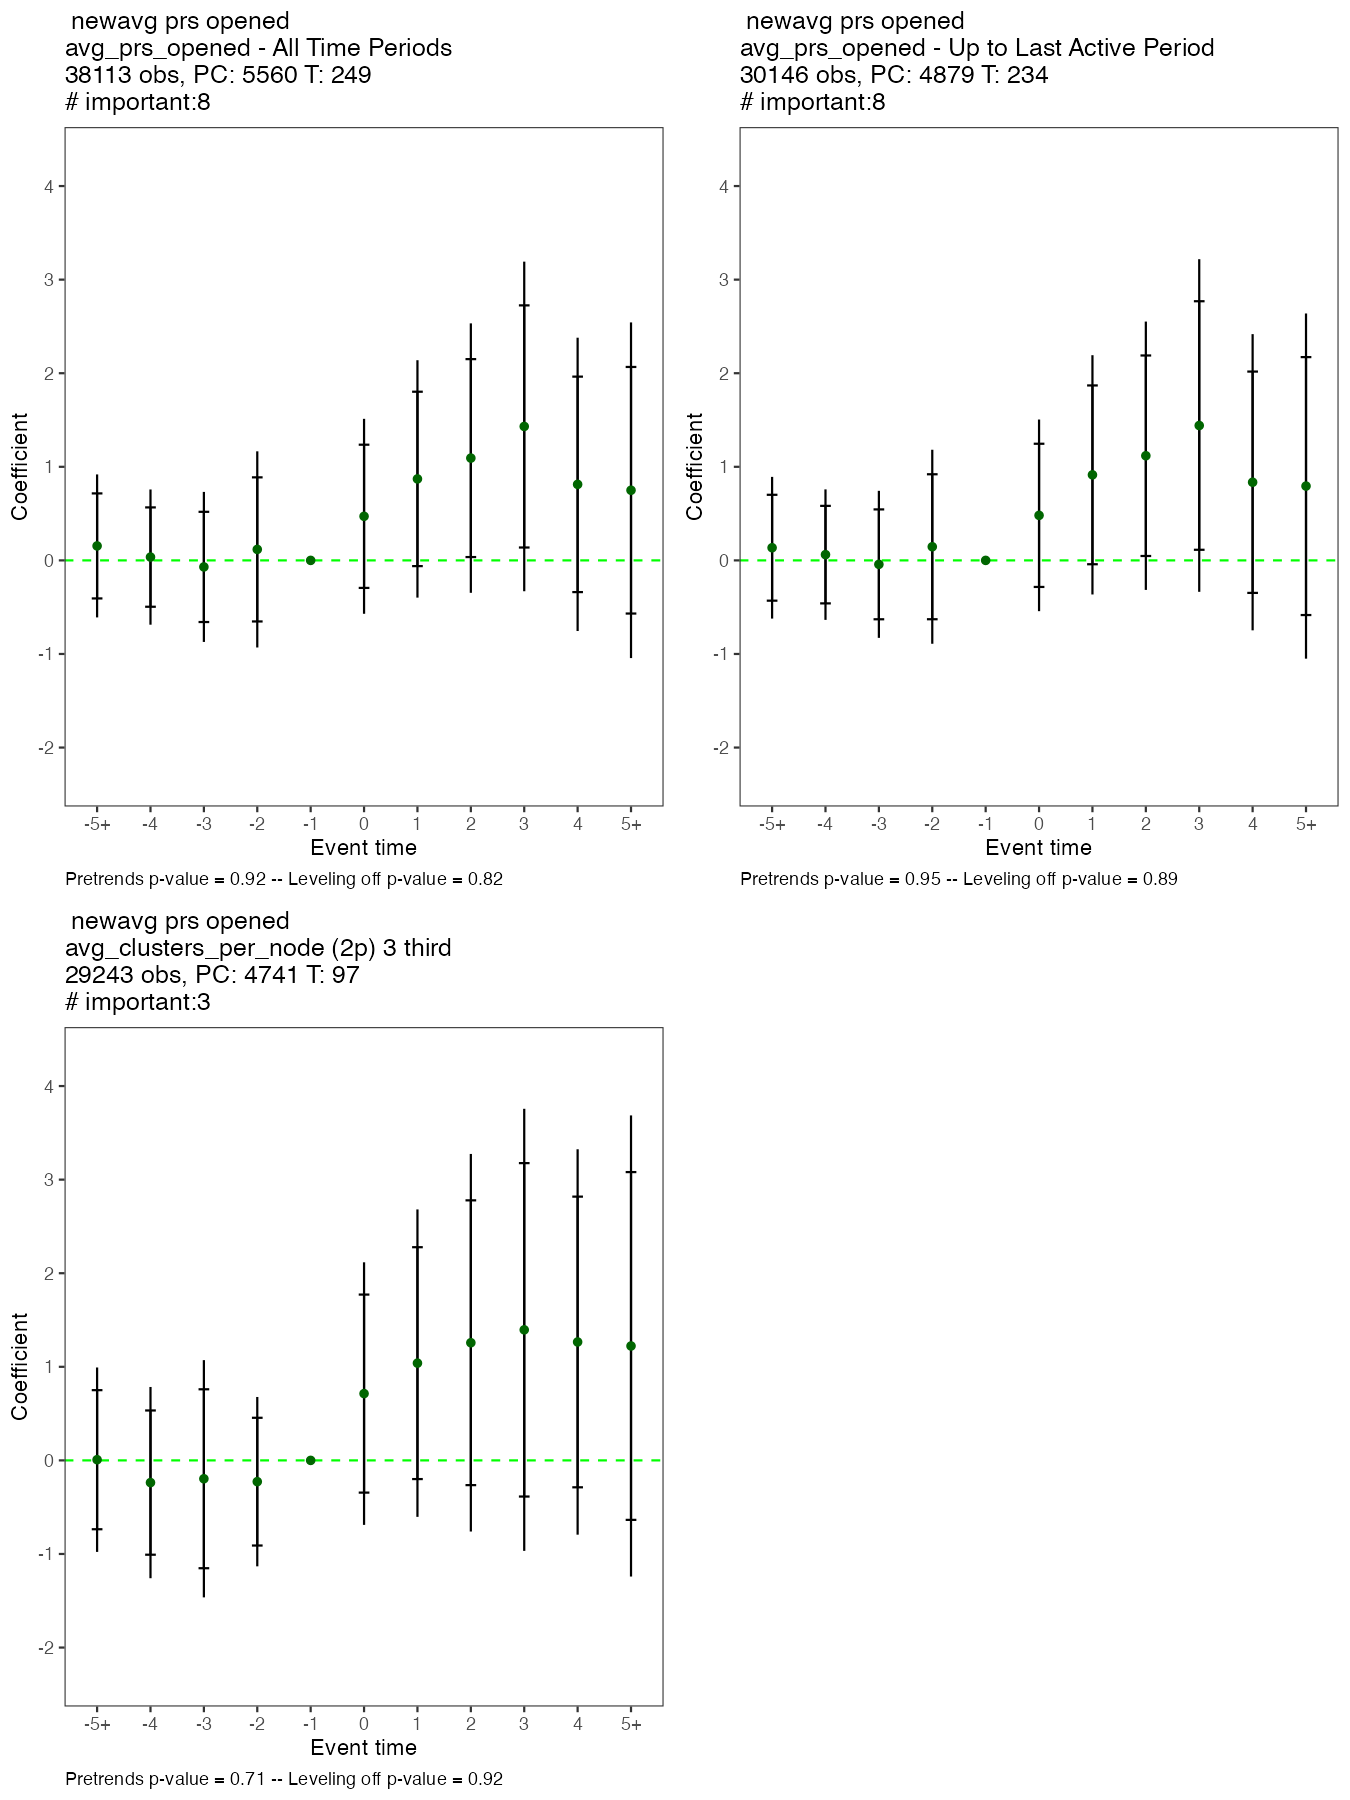 newavg prs opened
avg_prs_opened - All Time Periods
38113 obs, PC: 5560 T: 249
# important:8
4
3
2
1
0
-1
-2
Coefficient
-5+ -4 -3 -2 -1 0 1 2 3 4 5+
Event time
Pretrends p-value = 0.92 -- Leveling off p-value = 0.82
newavg prs opened
avg_prs_opened - Up to Last Active Period
30146 obs, PC: 4879 T: 234
# important:8
4
3
2
1
0
-1
-2
Coefficient
-5+ -4 -3 -2 -1 0 1 2 3 4 5+
Event time
Pretrends p-value = 0.95 -- Leveling off p-value = 0.89
newavg prs opened
avg_clusters_per_node (2p) 3 third
29243 obs, PC: 4741 T: 97
# important:3
4
3
2
1
0
-1
-2
Coefficient
-5+ -4 -3 -2 -1 0 1 2 3 4 5+
Event time
Pretrends p-value = 0.71 -- Leveling off p-value = 0.92